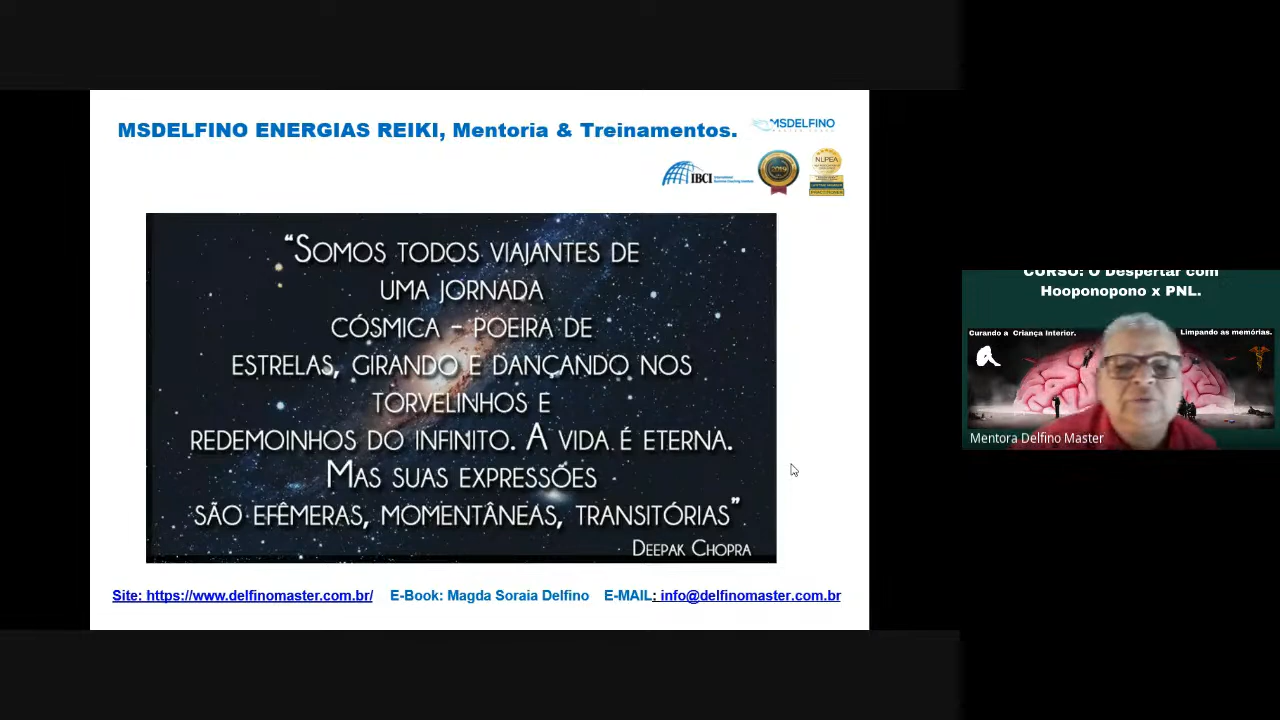 MSDELFINO ENERGIAS REIKI, Mentoria & Treinamentos.
MSDELFINO
IBCI
2019
NLPEA
“SOMOS TODOS VIAJANTES DE
UMA JORNADA
CÓSMICA – POEIRA DE
ESTRELAS, GIRANDO E DANÇANDO NOS
TORVELINHOS E
REDEMOINHOS DO INFINITO. A VIDA É ETERNA.
MAS SUAS EXPRESSÕES
SÃO EFÊMERAS, MOMENTÂNEAS, TRANSITÓRIAS”
DEEPAK CHOPRA
Site: https://www.delfinomaster.com.br/ E-Book: Magda Soraia Delfino E-MAIL: info@delfinomaster.com.br
CURSO: O Despertar com
Hooponopono x PNL.
Curando a Criança Interior.
Limpando as memórias.
Mentora Delfino Master